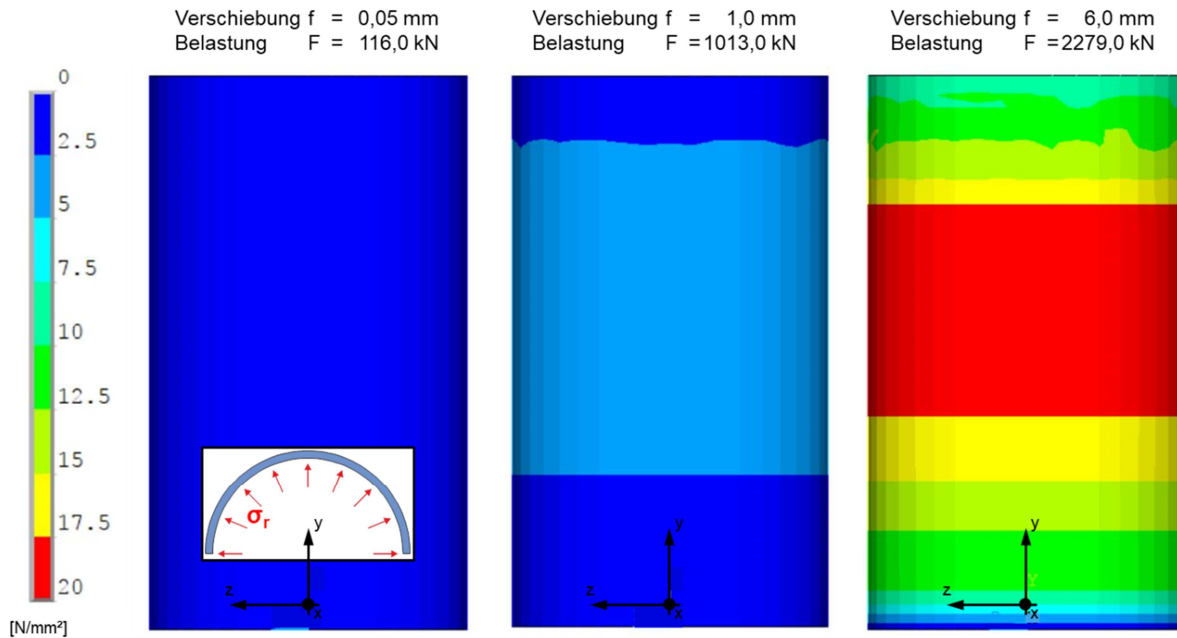 Verschiebung f = 0,05 mm
Belastung F = 116,0 kN
Verschiebung f = 1,0 mm
Belastung F =1013,0 kN
Verschiebung f = 6,0 mm
Belastung F =2279,0 kN
0
2.5
5
7.5
10
12.5
15
17.5
20
[N/mm²]
σr
y
z
x
y
z
x
y
Y
z
x